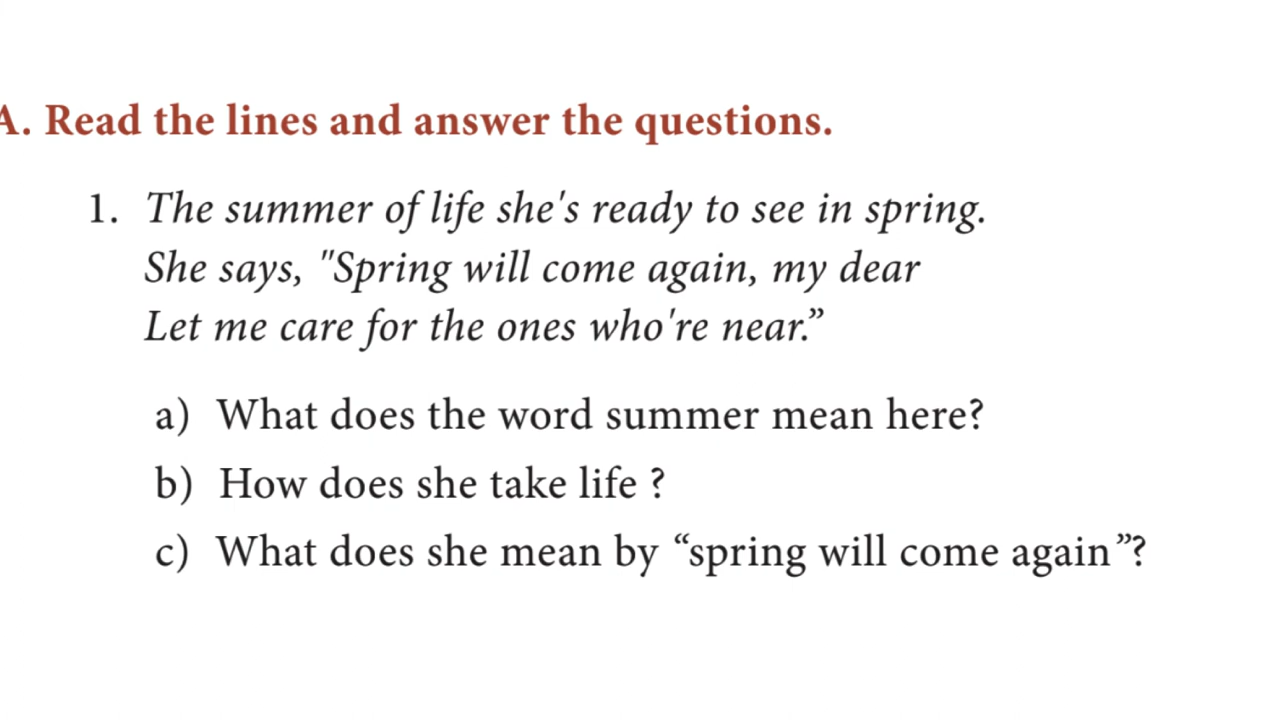 A. Read the lines and answer the questions.
1. The summer of life she's ready to see in spring.
She says, "Spring will come again, my dear
Let me care for the ones who're near.”
a) What does the word summer mean here?
b) How does she take life ?
c) What does she mean by “spring will come again”?